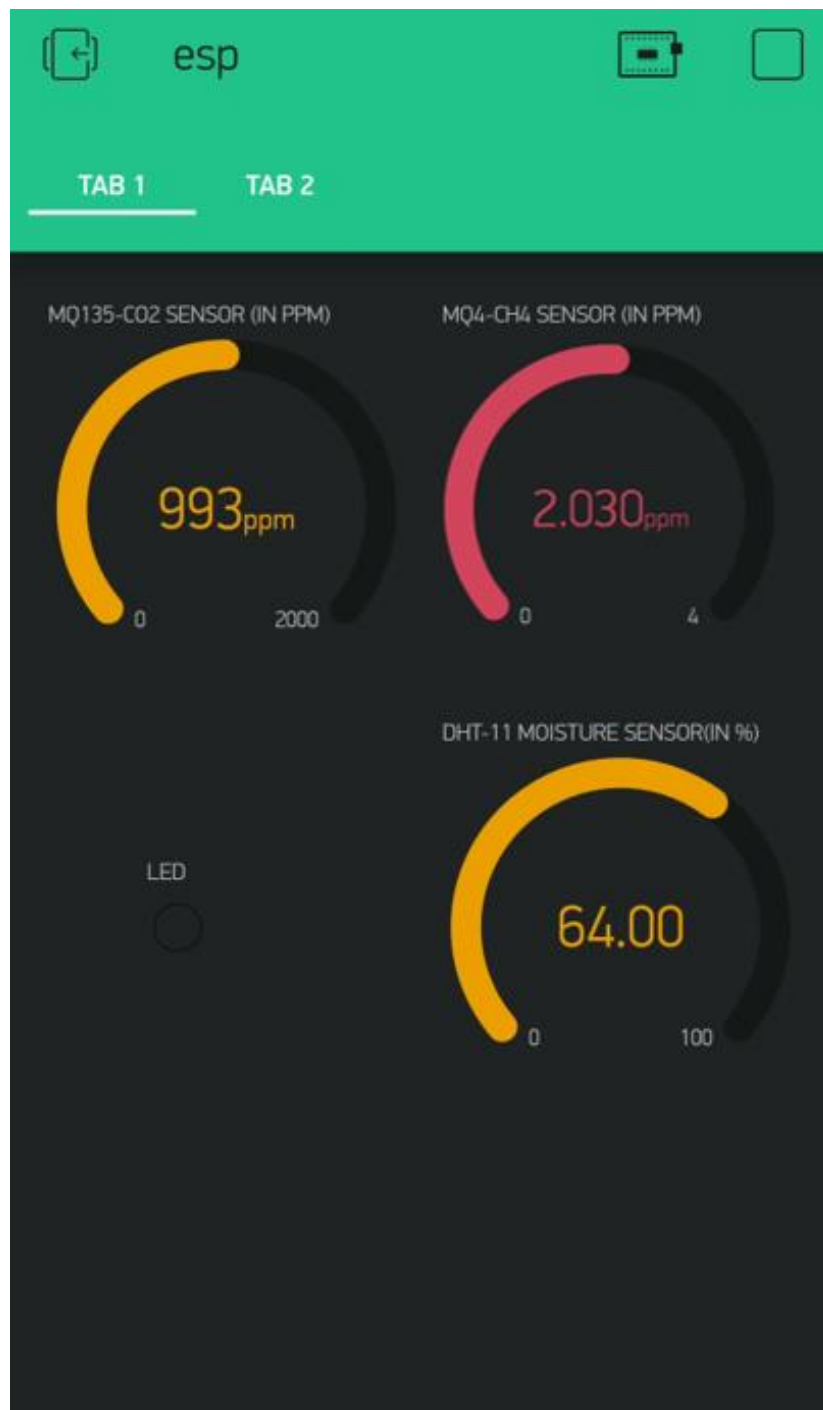 esp
TAB 1 TAB 2
MQ135-CO2 SENSOR (IN PPM)
993ppm
0 2000
MQ4-CH4 SENSOR (IN PPM)
2.030ppm
0 4
LED
DHT-11 MOISTURE SENSOR(IN %)
64.00
0 100